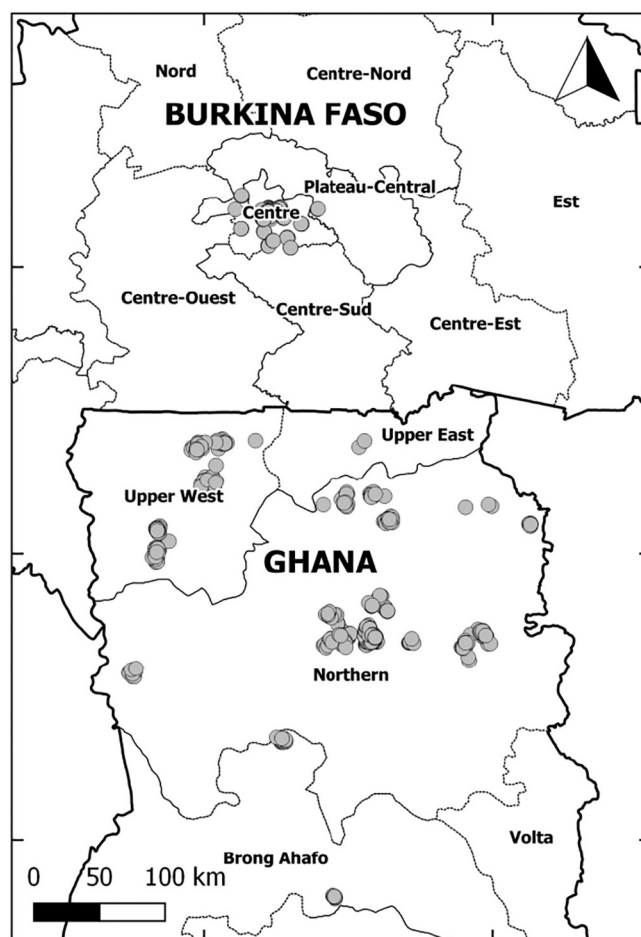 Nord
Centre-Nord
BURKINA FASO
Plateau-Central
Est
Centre
Centre-Ouest
Centre-Sud
Centre-Est
Upper East
Upper West
GHANA
Northern
Volta
Brong Ahafo
0 50 100 km